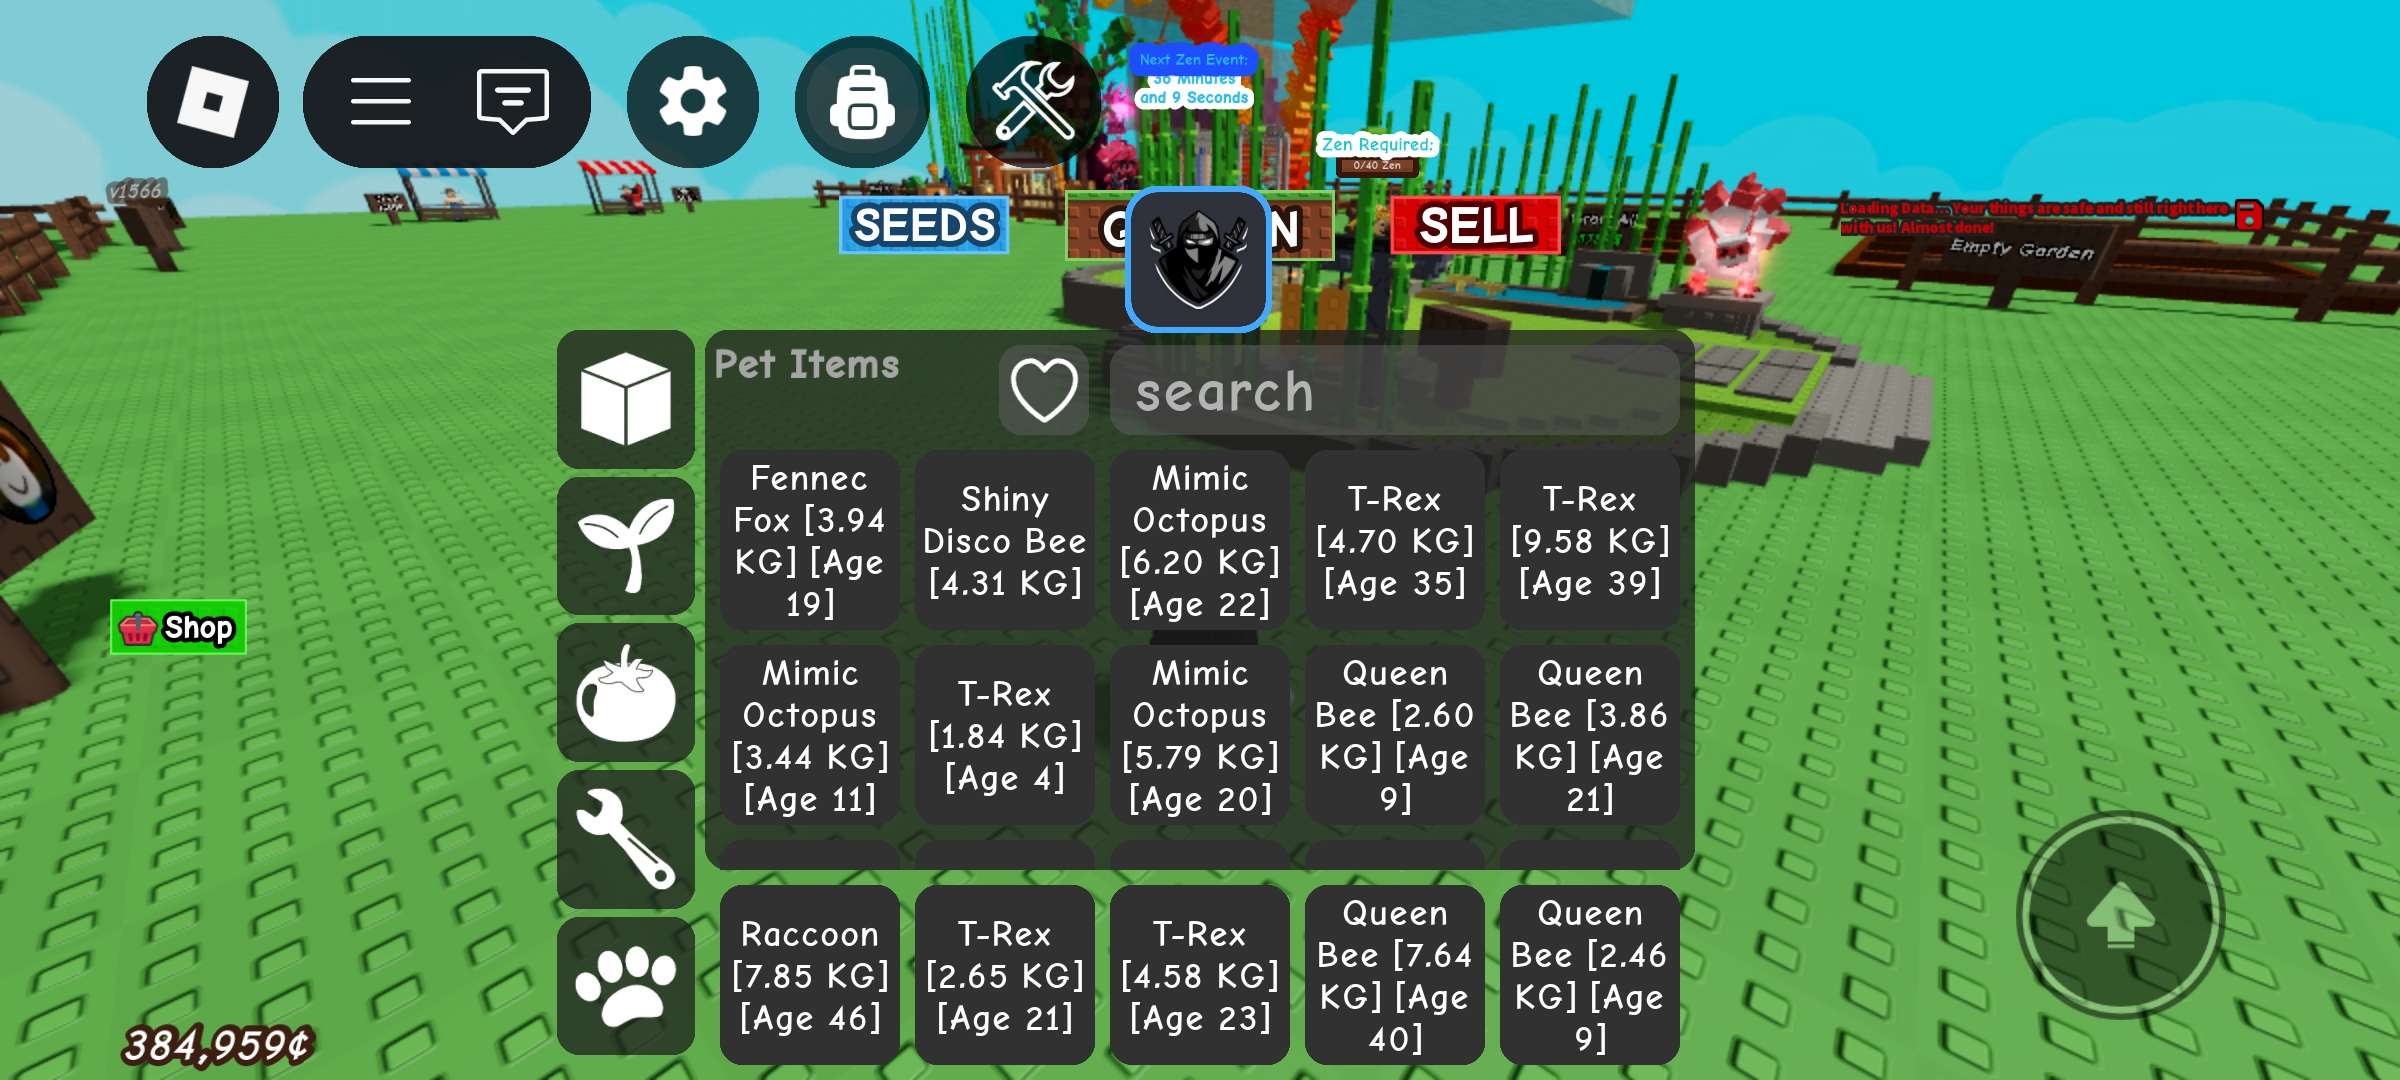 Next Zen Event:
36 Minutes
and 9 Seconds
Zen Required:
0/40 Zen
v1566
SEEDS
G
N
SELL
Loading Data... Your things are safe and still right here
with us! Almost done!
Empty Garden
Pet Items
search
Fennec
Fox [3.94
KG] [Age
19]
Shiny
Disco Bee
[4.31 KG]
Mimic
Octopus
[6.20 KG]
[Age 22]
T-Rex
[4.70 KG]
[Age 35]
T-Rex
[9.58 KG]
[Age 39]
Mimic
Octopus
[3.44 KG]
[Age 11]
T-Rex
[1.84 KG]
[Age 4]
Mimic
Octopus
[5.79 KG]
[Age 20]
Queen
Bee [2.60
KG] [Age
9]
Queen
Bee [3.86
KG] [Age
21]
Shop
Raccoon
[7.85 KG]
[Age 46]
T-Rex
[2.65 KG]
[Age 21]
T-Rex
[4.58 KG]
[Age 23]
Queen
Bee [7.64
KG] [Age
40]
Queen
Bee [2.46
KG] [Age
9]
384,959¢